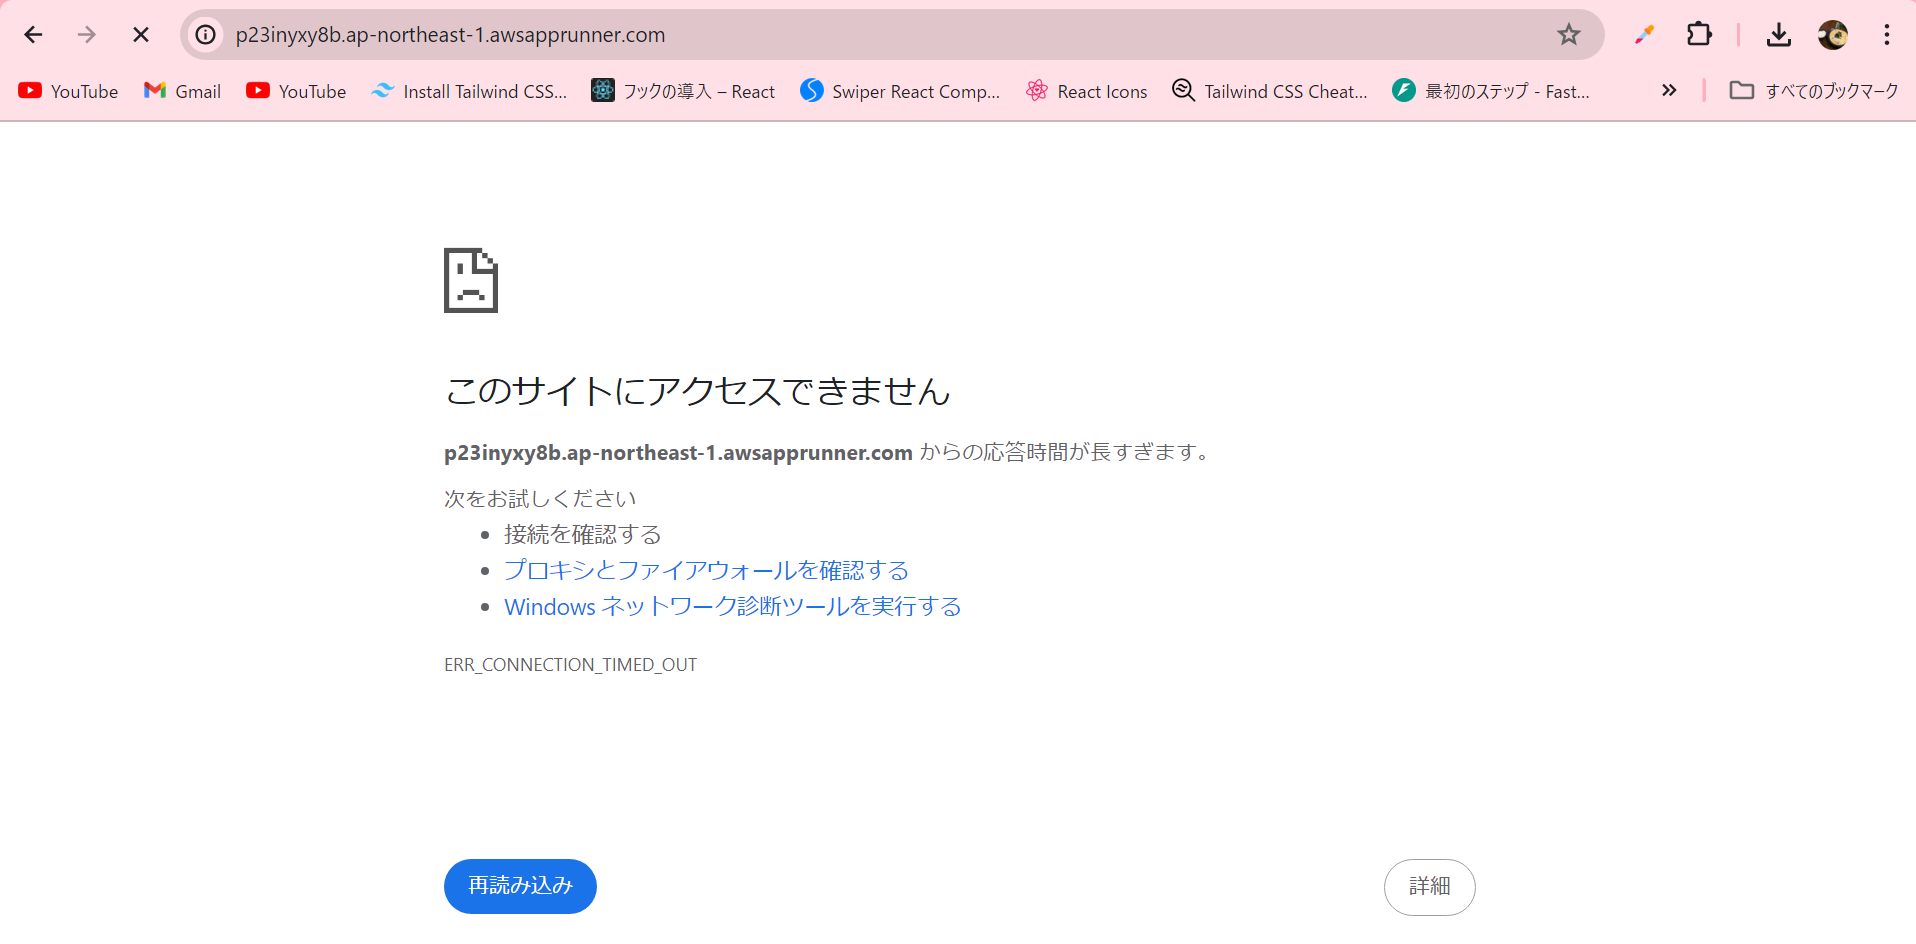 p23inyxy8b.ap-northeast-1.awsapprunner.com
YouTube Gmail YouTube Install Tailwind CSS... フックの導入 – React Swiper React Comp... React Icons Tailwind CSS Cheat... 最初のステップ - Fast... » すべてのブックマーク
このサイトにアクセスできません
p23inyxy8b.ap-northeast-1.awsapprunner.com からの応答時間が長すぎます。
次をお試しください
• 接続を確認する
• プロキシとファイアウォールを確認する
• Windows ネットワーク診断ツールを実行する
ERR_CONNECTION_TIMED_OUT
再読み込み 詳細